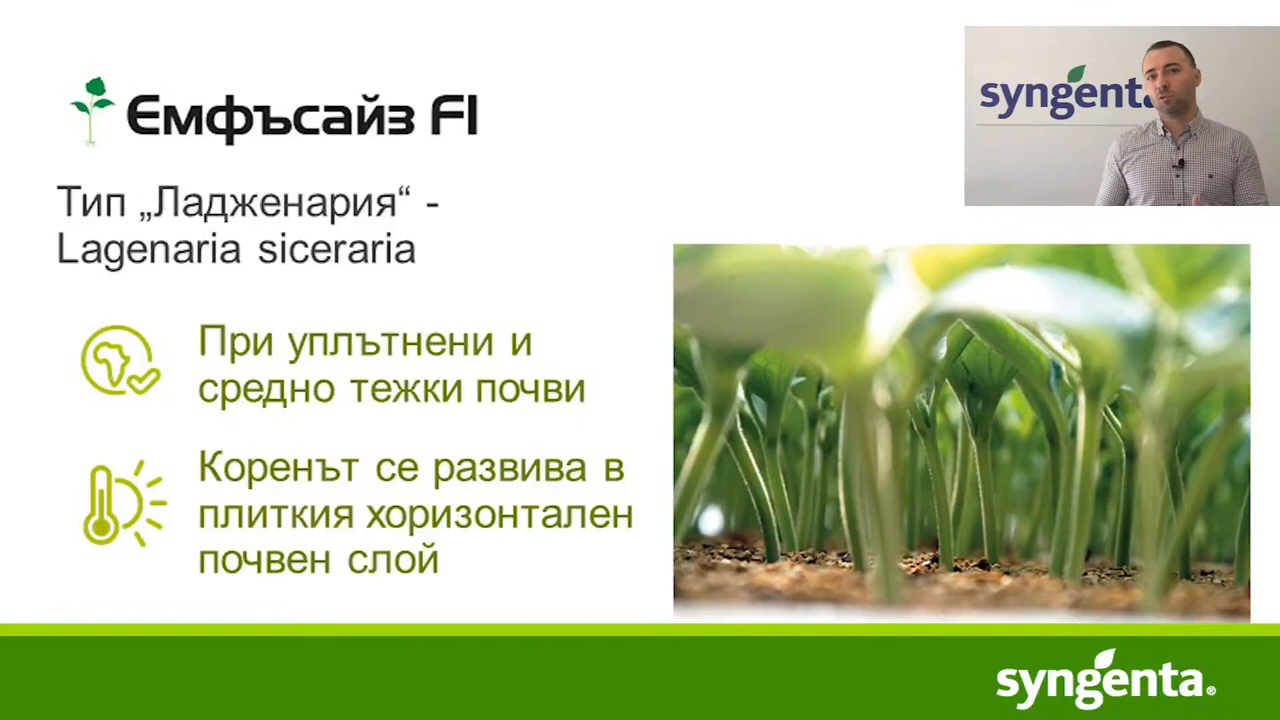 Емфъсайз F1
syngenta
Тип „Ладженария“ -
Lagenaria siceraria
При уплътнени и
средно тежки почви
Коренът се развива в
плиткия хоризонтален
почвен слой
syngenta®